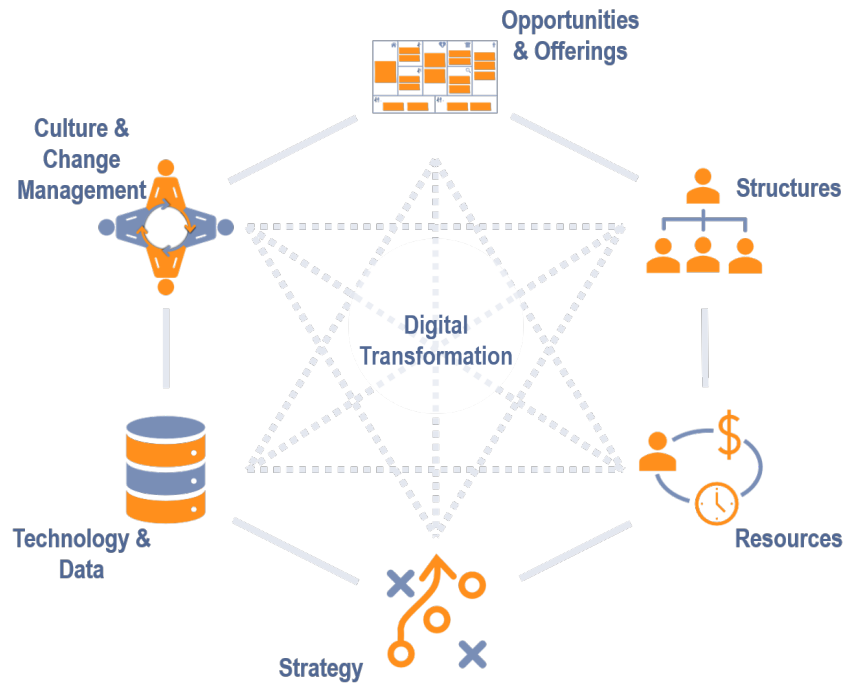 Opportunities
& Offerings
Culture &
Change
Management
Structures
Digital
Transformation
$
Technology &
Data
Resources
Strategy